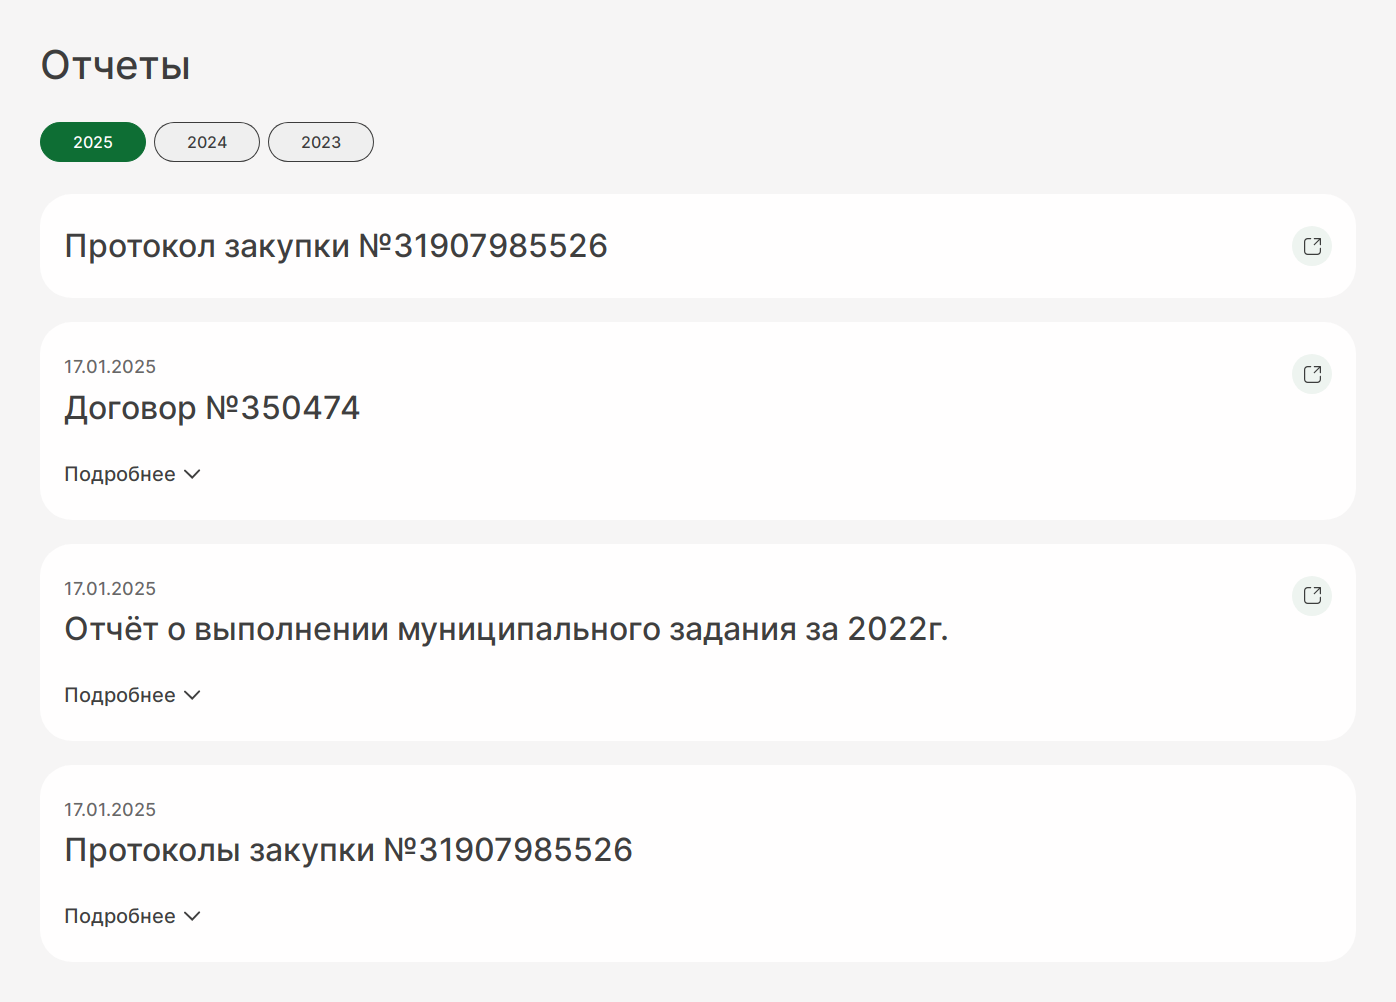 Отчеты
2025 2024 2023
Протокол закупки №31907985526
17.01.2025
Договор №350474
Подробнее
17.01.2025
Отчёт о выполнении муниципального задания за 2022г.
Подробнее
17.01.2025
Протоколы закупки №31907985526
Подробнее